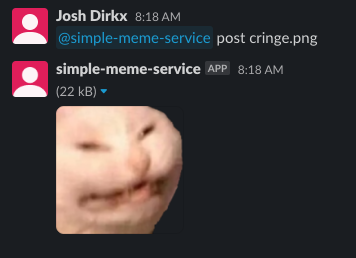 Josh Dirkx 8:18 AM
@simple-meme-service post cringe.png
simple-meme-service APP 8:18 AM
(22 kB)